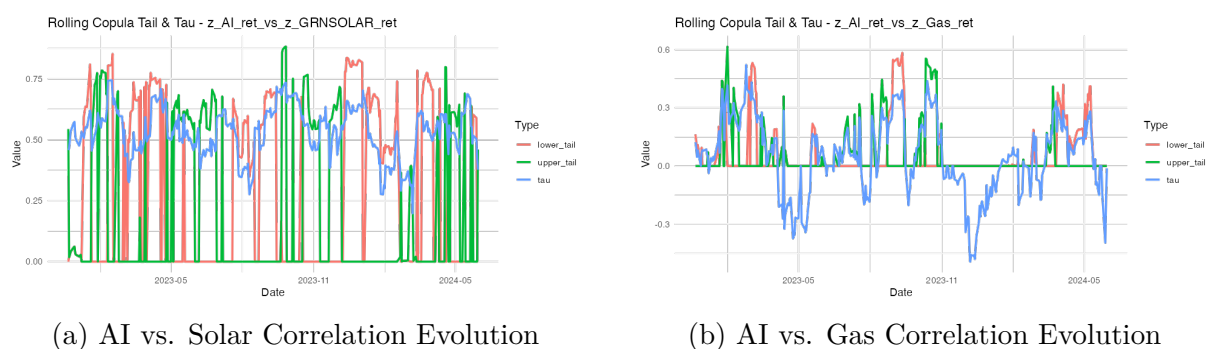 Rolling Copula Tail & Tau - z_AI_ret_vs_z_GRNSOLAR_ret
0.75
0.50
0.25
0.00
Value
2023-05
2023-11
2024-05
Date
Type
lower_tail
upper_tail
tau
(a) AI vs. Solar Correlation Evolution
Rolling Copula Tail & Tau - z_AI_ret_vs_z_Gas_ret
0.6
0.3
0.0
-0.3
Value
2023-05
2023-11
2024-05
Date
Type
lower_tail
upper_tail
tau
(b) AI vs. Gas Correlation Evolution